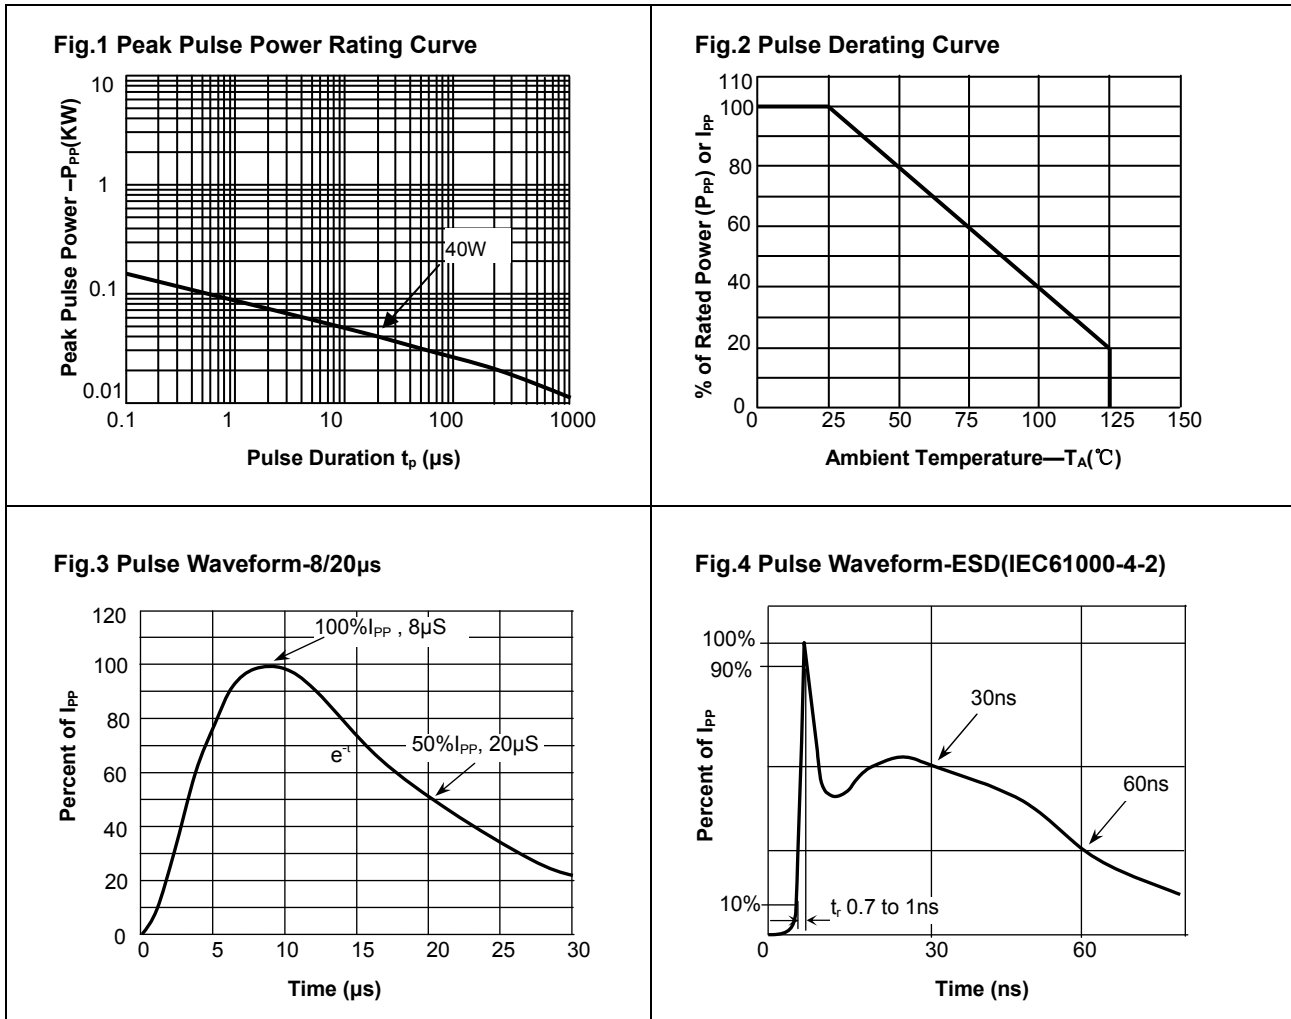 Fig.1 Peak Pulse Power Rating Curve
Peak Pulse Power –PPP(KW)
10
1
0.1
0.01
40W
0.1 1 10 100 1000
Pulse Duration tp (µs)
Fig.2 Pulse Derating Curve
% of Rated Power (PPP) or IPP
110
100
80
60
40
20
0
0 25 50 75 100 125 150
Ambient Temperature—TA(℃)
Fig.3 Pulse Waveform-8/20µs
Percent of IPP
120
100
80
60
40
20
0
100%IPP , 8µS
e-t
50%IPP, 20µS
0 5 10 15 20 25 30
Time (µs)
Fig.4 Pulse Waveform-ESD(IEC61000-4-2)
Percent of IPP
100%
90%
10%
30ns
60ns
tr 0.7 to 1ns
0 30 60
Time (ns)